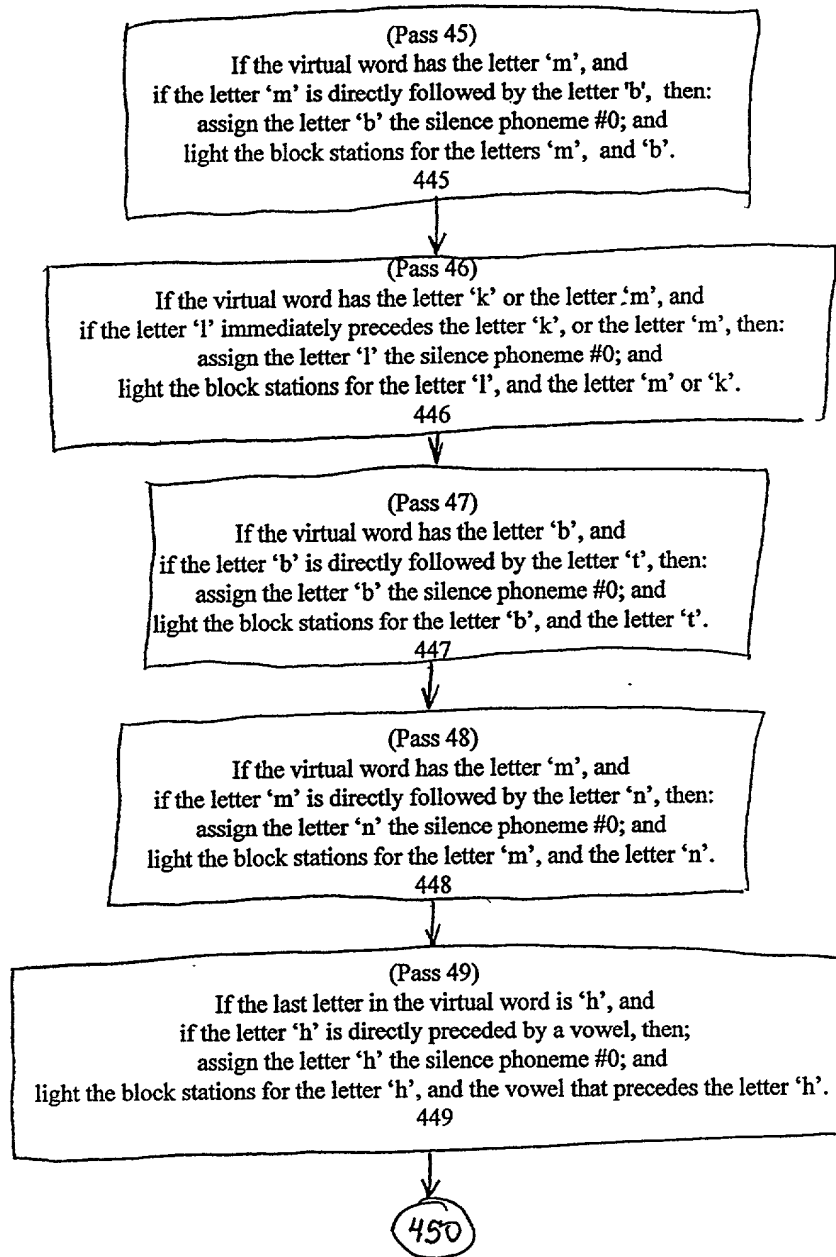 (Pass 45)
If the virtual word has the letter ‘m’, and
if the letter ‘m’ is directly followed by the letter 'b', then:
assign the letter ‘b’ the silence phoneme #0; and
light the block stations for the letters ‘m’, and ‘b’.
445
(Pass 46)
If the virtual word has the letter ‘k’ or the letter ‘m’, and
if the letter ‘l’ immediately precedes the letter ‘k’, or the letter ‘m’, then:
assign the letter ‘l’ the silence phoneme #0; and
light the block stations for the letter ‘l’, and the letter ‘m’ or ‘k’.
446
(Pass 47)
If the virtual word has the letter ‘b’, and
if the letter ‘b’ is directly followed by the letter ‘t’, then:
assign the letter ‘b’ the silence phoneme #0; and
light the block stations for the letter ‘b’, and the letter ‘t’.
447
(Pass 48)
If the virtual word has the letter ‘m’, and
if the letter ‘m’ is directly followed by the letter ‘n’, then:
assign the letter ‘n’ the silence phoneme #0; and
light the block stations for the letter ‘m’, and the letter ‘n’.
448
(Pass 49)
If the last letter in the virtual word is ‘h’, and
if the letter ‘h’ is directly preceded by a vowel, then;
assign the letter ‘h’ the silence phoneme #0; and
light the block stations for the letter ‘h’, and the vowel that precedes the letter ‘h’.
449
450